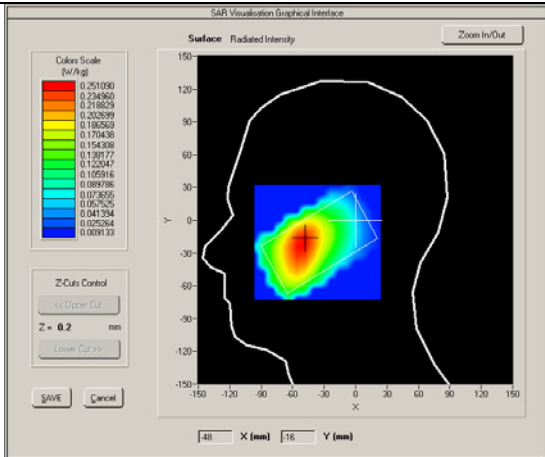 SAR Visualisation Graphical Interface
Surface Radiated Intensity
Zoom In/Out
Colors Scale
(W/kg)
0.251090
0.234960
0.218829
0.202699
0.186569
0.170438
0.154308
0.138177
0.122047
0.105916
0.089786
0.073655
0.057525
0.041394
0.025264
0.009133
Z-Cuts Control
<< Upper Cut
Z = 0.2 mm
Lower Cut >>
SAVE Cancel
150
120
90
60
30
0
-30
-60
-90
-120
-150
Y
-150 -120 -90 -60 -30 0 30 60 90 120 150
X
-48 X (mm) -16 Y (mm)